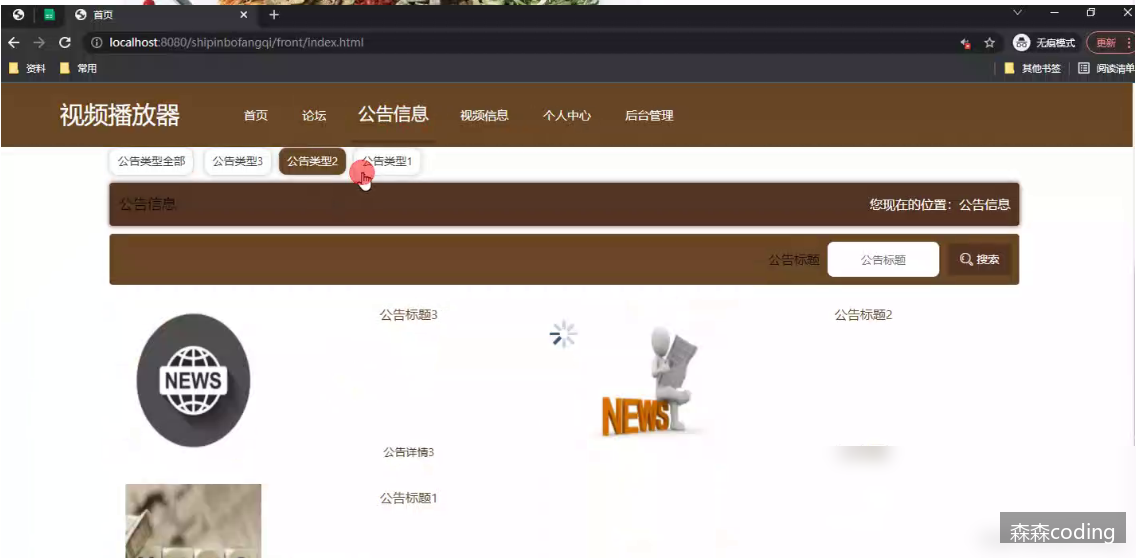 首页
localhost:8080/shipinbofangqi/front/index.html
无痕模式
更新
资料
常用
其他书签
阅读清单
视频播放器
首页
论坛
公告信息
视频信息
个人中心
后台管理
公告类型全部
公告类型3
公告类型2
公告类型1
公告信息
您现在的位置：公告信息
公告标题
公告标题
搜索
公告标题3
公告标题2
NEWS
NEWS
公告详情3
公告标题1
森森coding